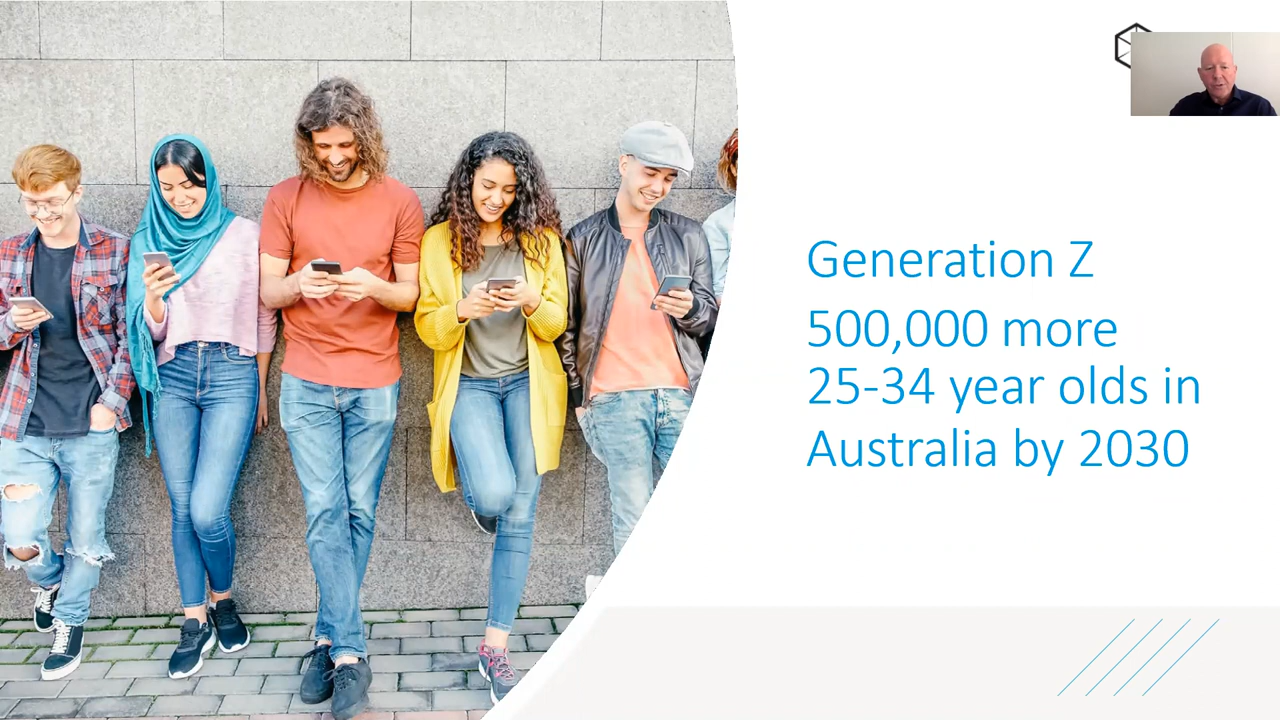 Generation Z
500,000 more
25-34 year olds in
Australia by 2030